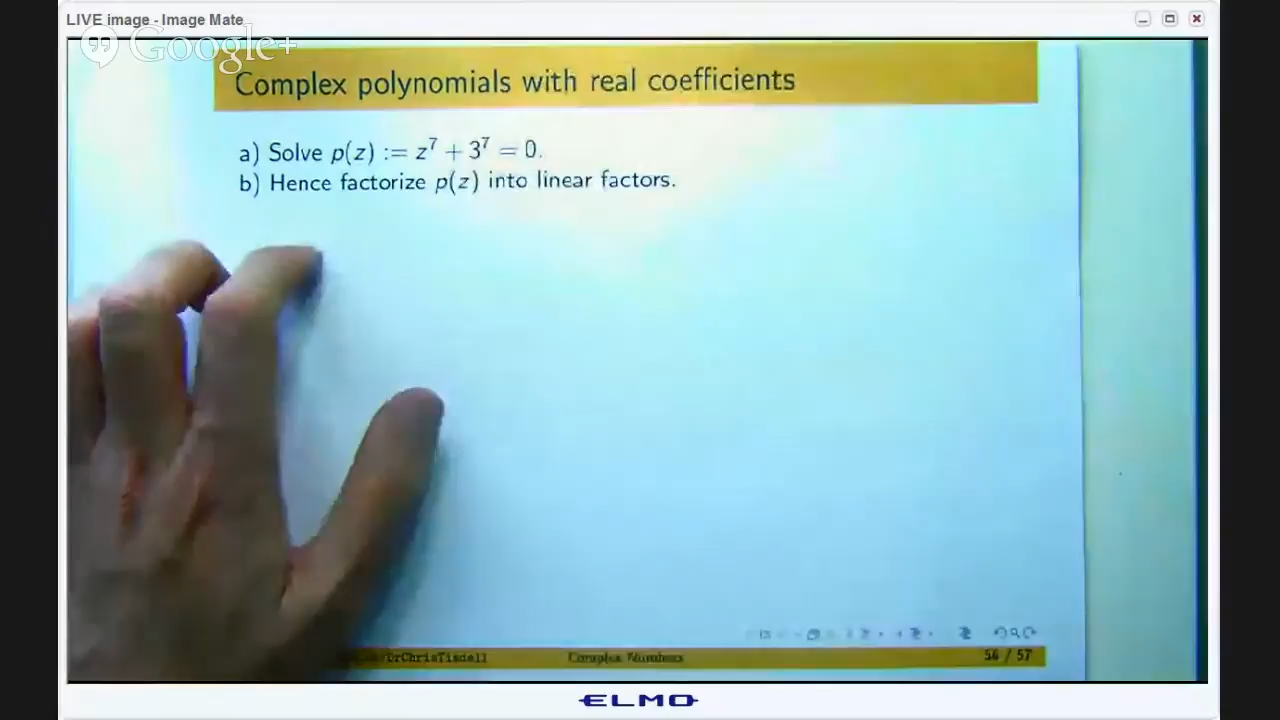 LIVE image - Image Mate
Google+
Complex polynomials with real coefficients
a) Solve p(z) := z⁷ + 3⁷ = 0.
b) Hence factorize p(z) into linear factors.
DrChrisTisdell Complex Numbers 56 / 57
ELMO